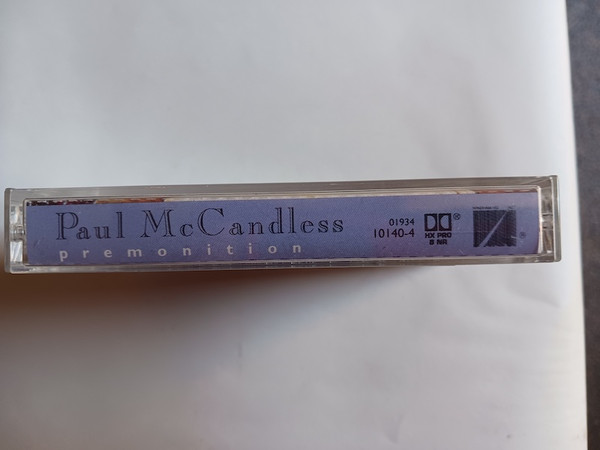 Paul McCandless
premonition
01934
10140-4
HX PRO
B NR
®
®